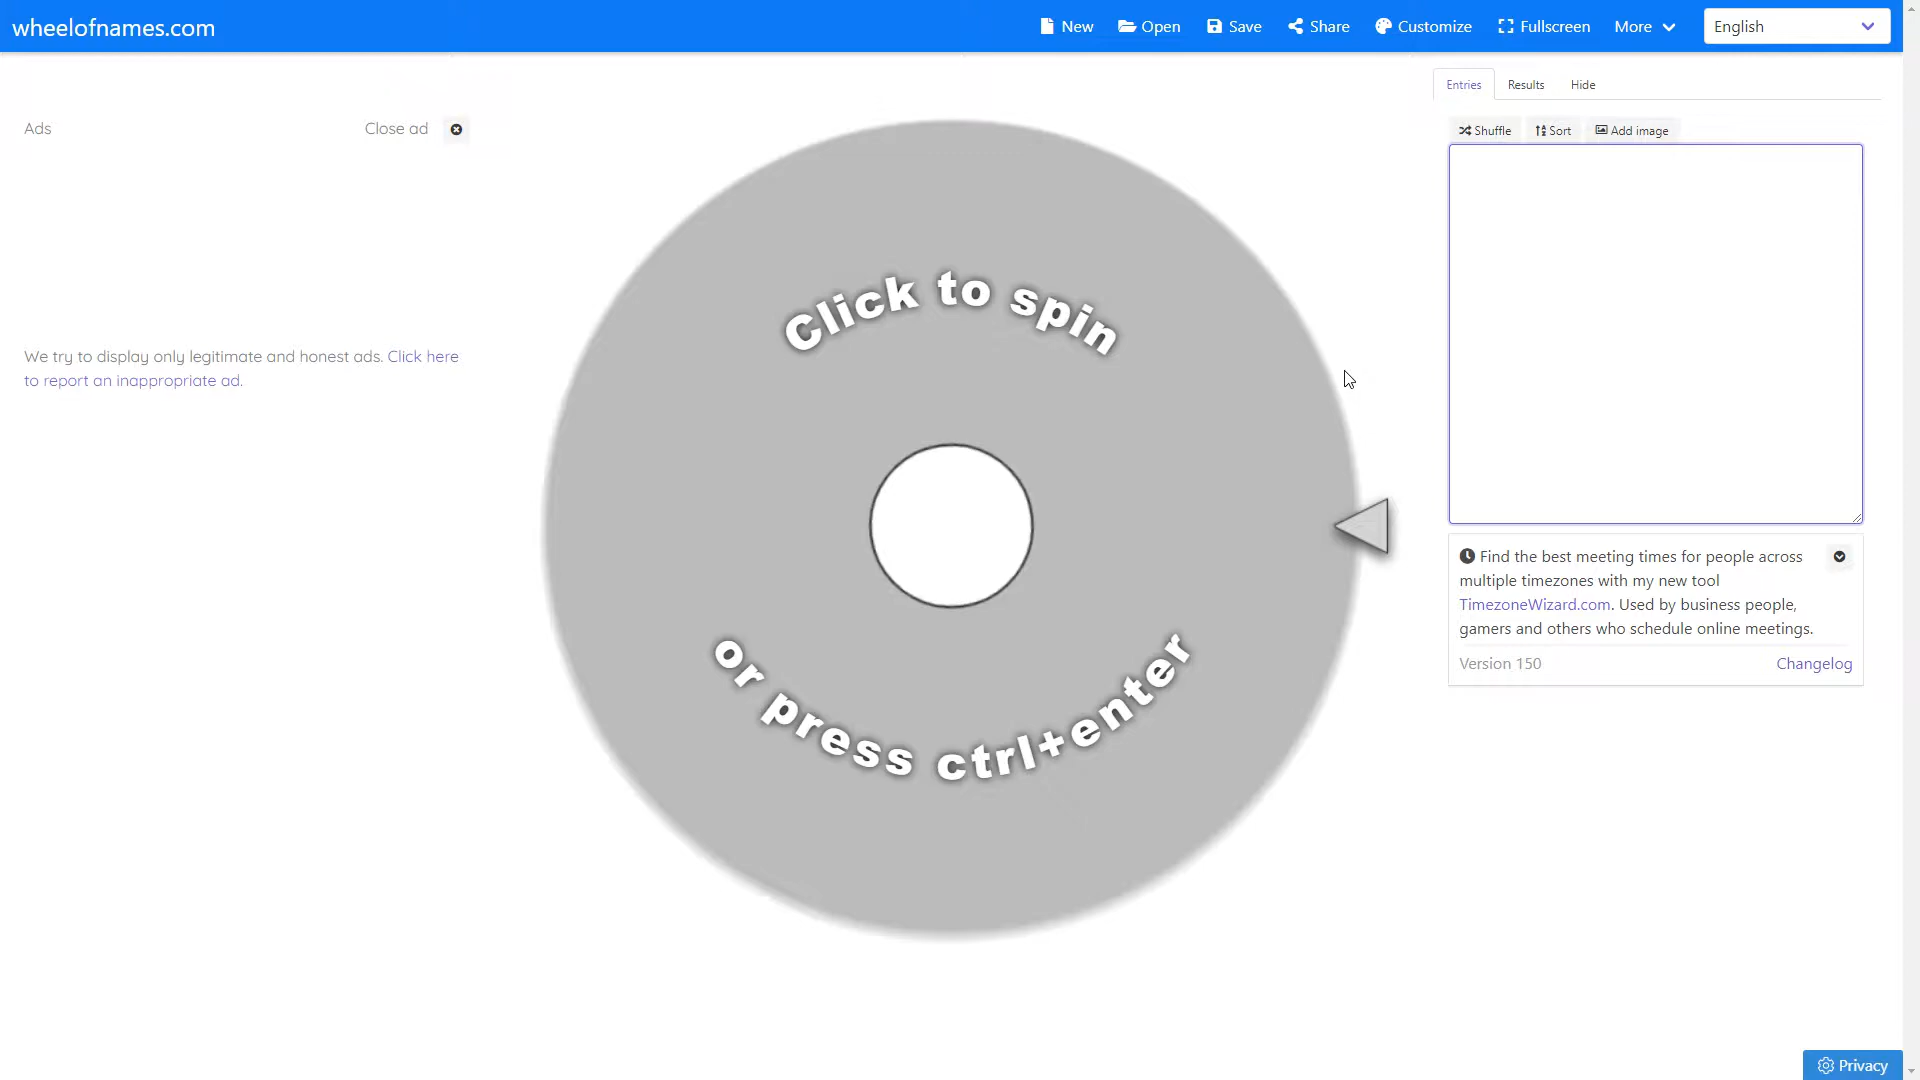 wheelofnames.com
New
Open
Save
Share
Customize
Fullscreen
More
English
Entries
Results
Hide
Ads
Close ad
Shuffle
Sort
Add image
Click to spin
We try to display only legitimate and honest ads. Click here
to report an inappropriate ad.
or press ctrl+enter
Find the best meeting times for people across
multiple timezones with my new tool
TimezoneWizard.com. Used by business people,
gamers and others who schedule online meetings.
Version 150
Changelog
Privacy